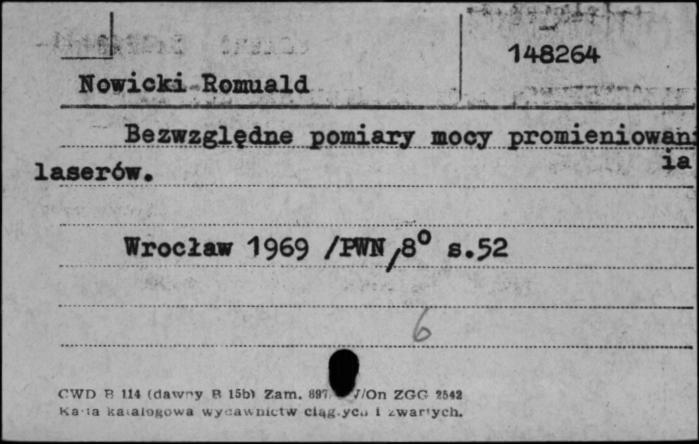 148264
Nowicki Romuald
Bezwzględne pomiary mocy promieniowan
ia
laserów.
Wrocław 1969 /PWN/8° s.52
6
CWD B 114 (dawny B 15b) Zam. 897 /On ZGG 2542
Karta katalogowa wydawnictw ciągłych i zwartych.